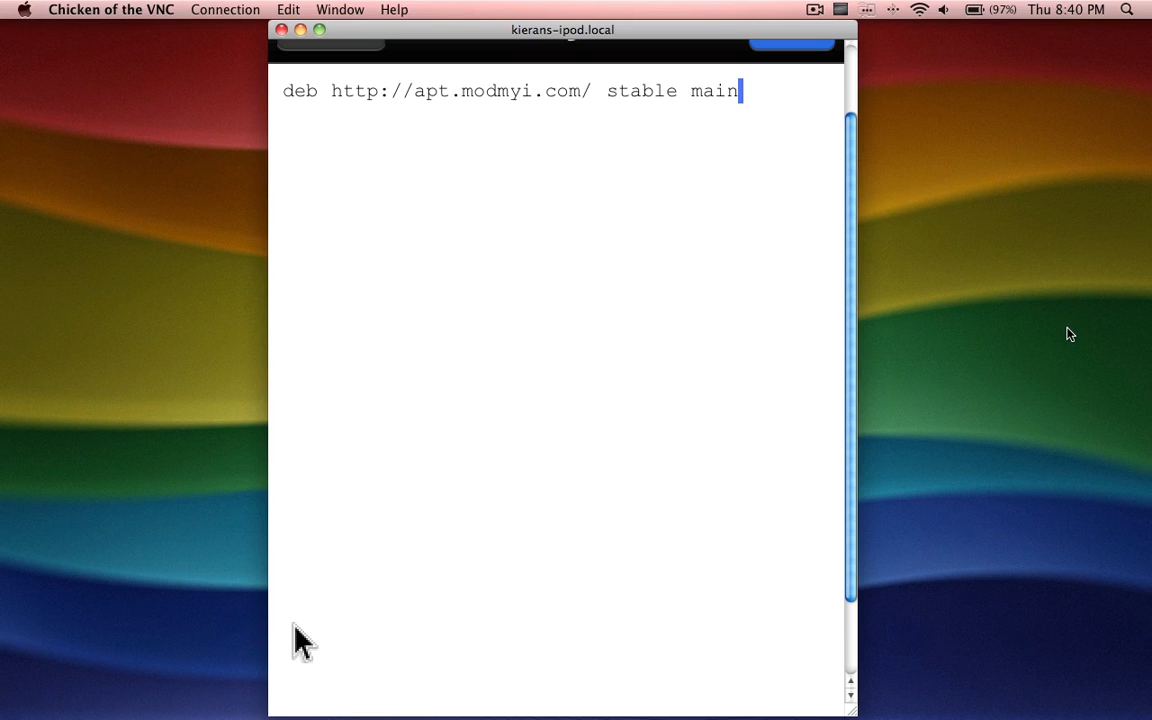 Chicken of the VNC Connection Edit Window Help (97%) Thu 8:40 PM
kierans-ipod.local
deb http://apt.modmyi.com/ stable main